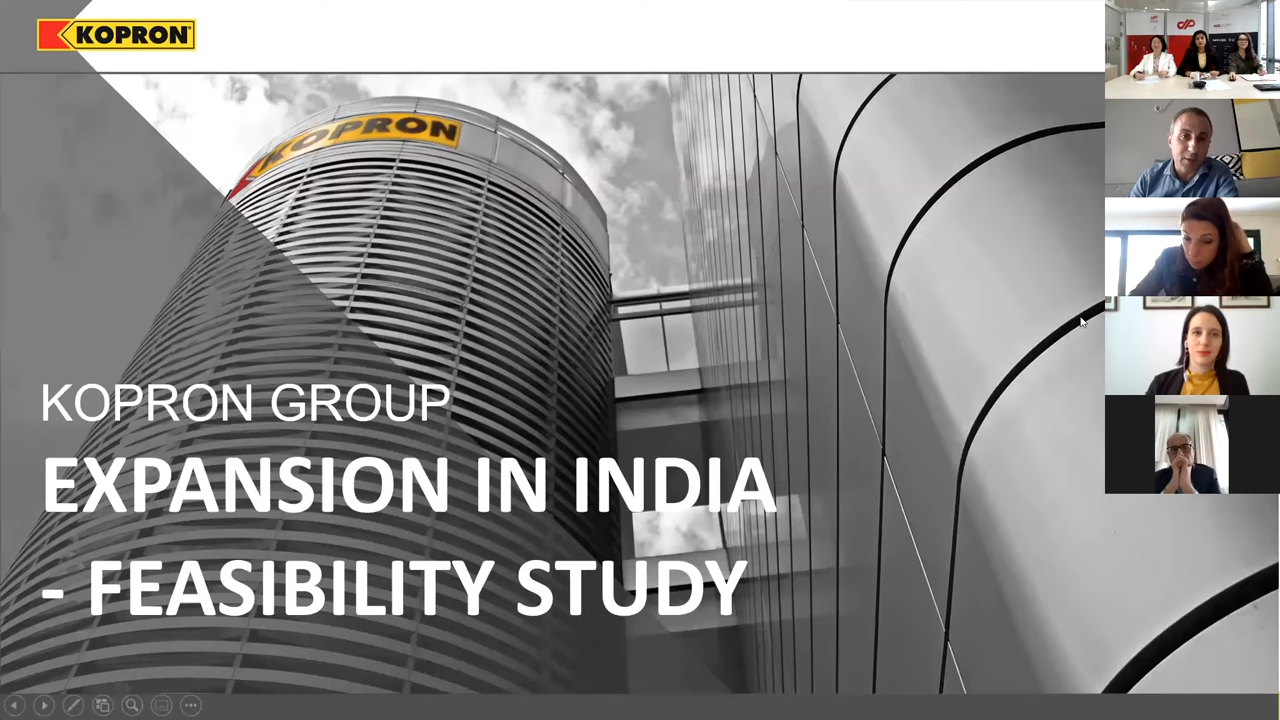 KOPRON
KOPRON
KOPRON GROUP
EXPANSION IN INDIA
- FEASIBILITY STUDY